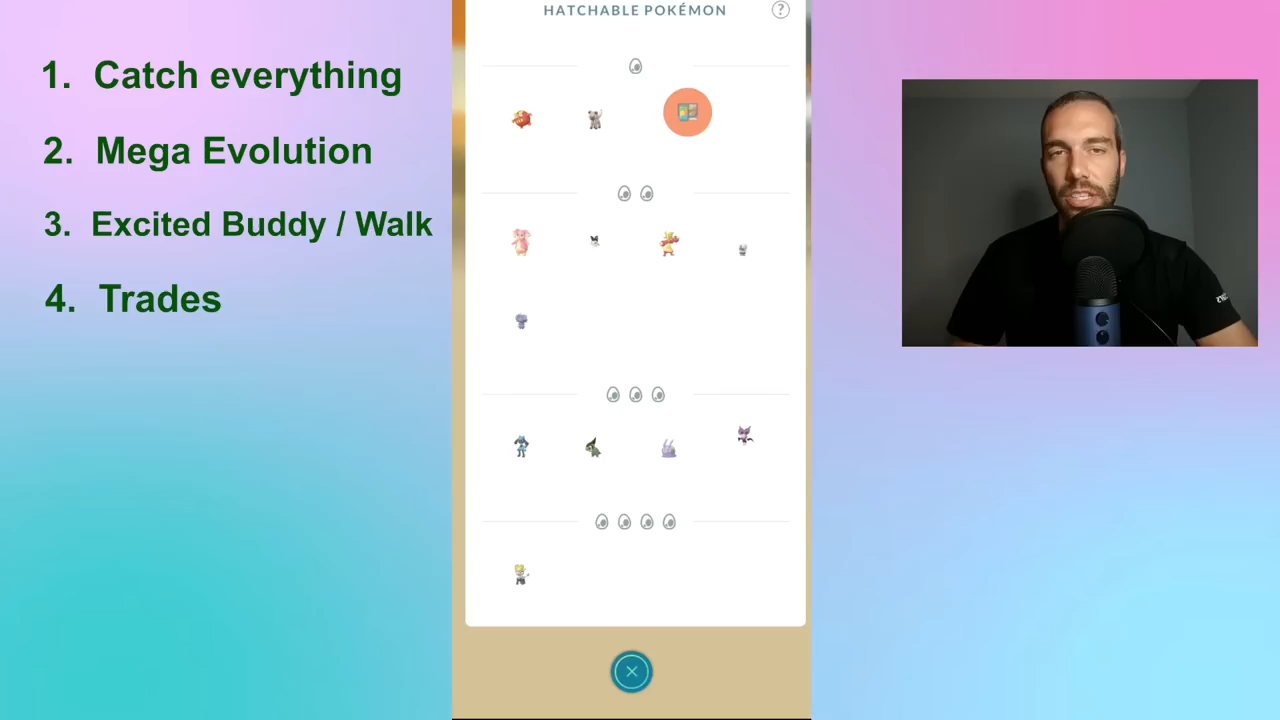 1. Catch everything
2. Mega Evolution
3. Excited Buddy / Walk
4. Trades
HATCHABLE POKÉMON
?